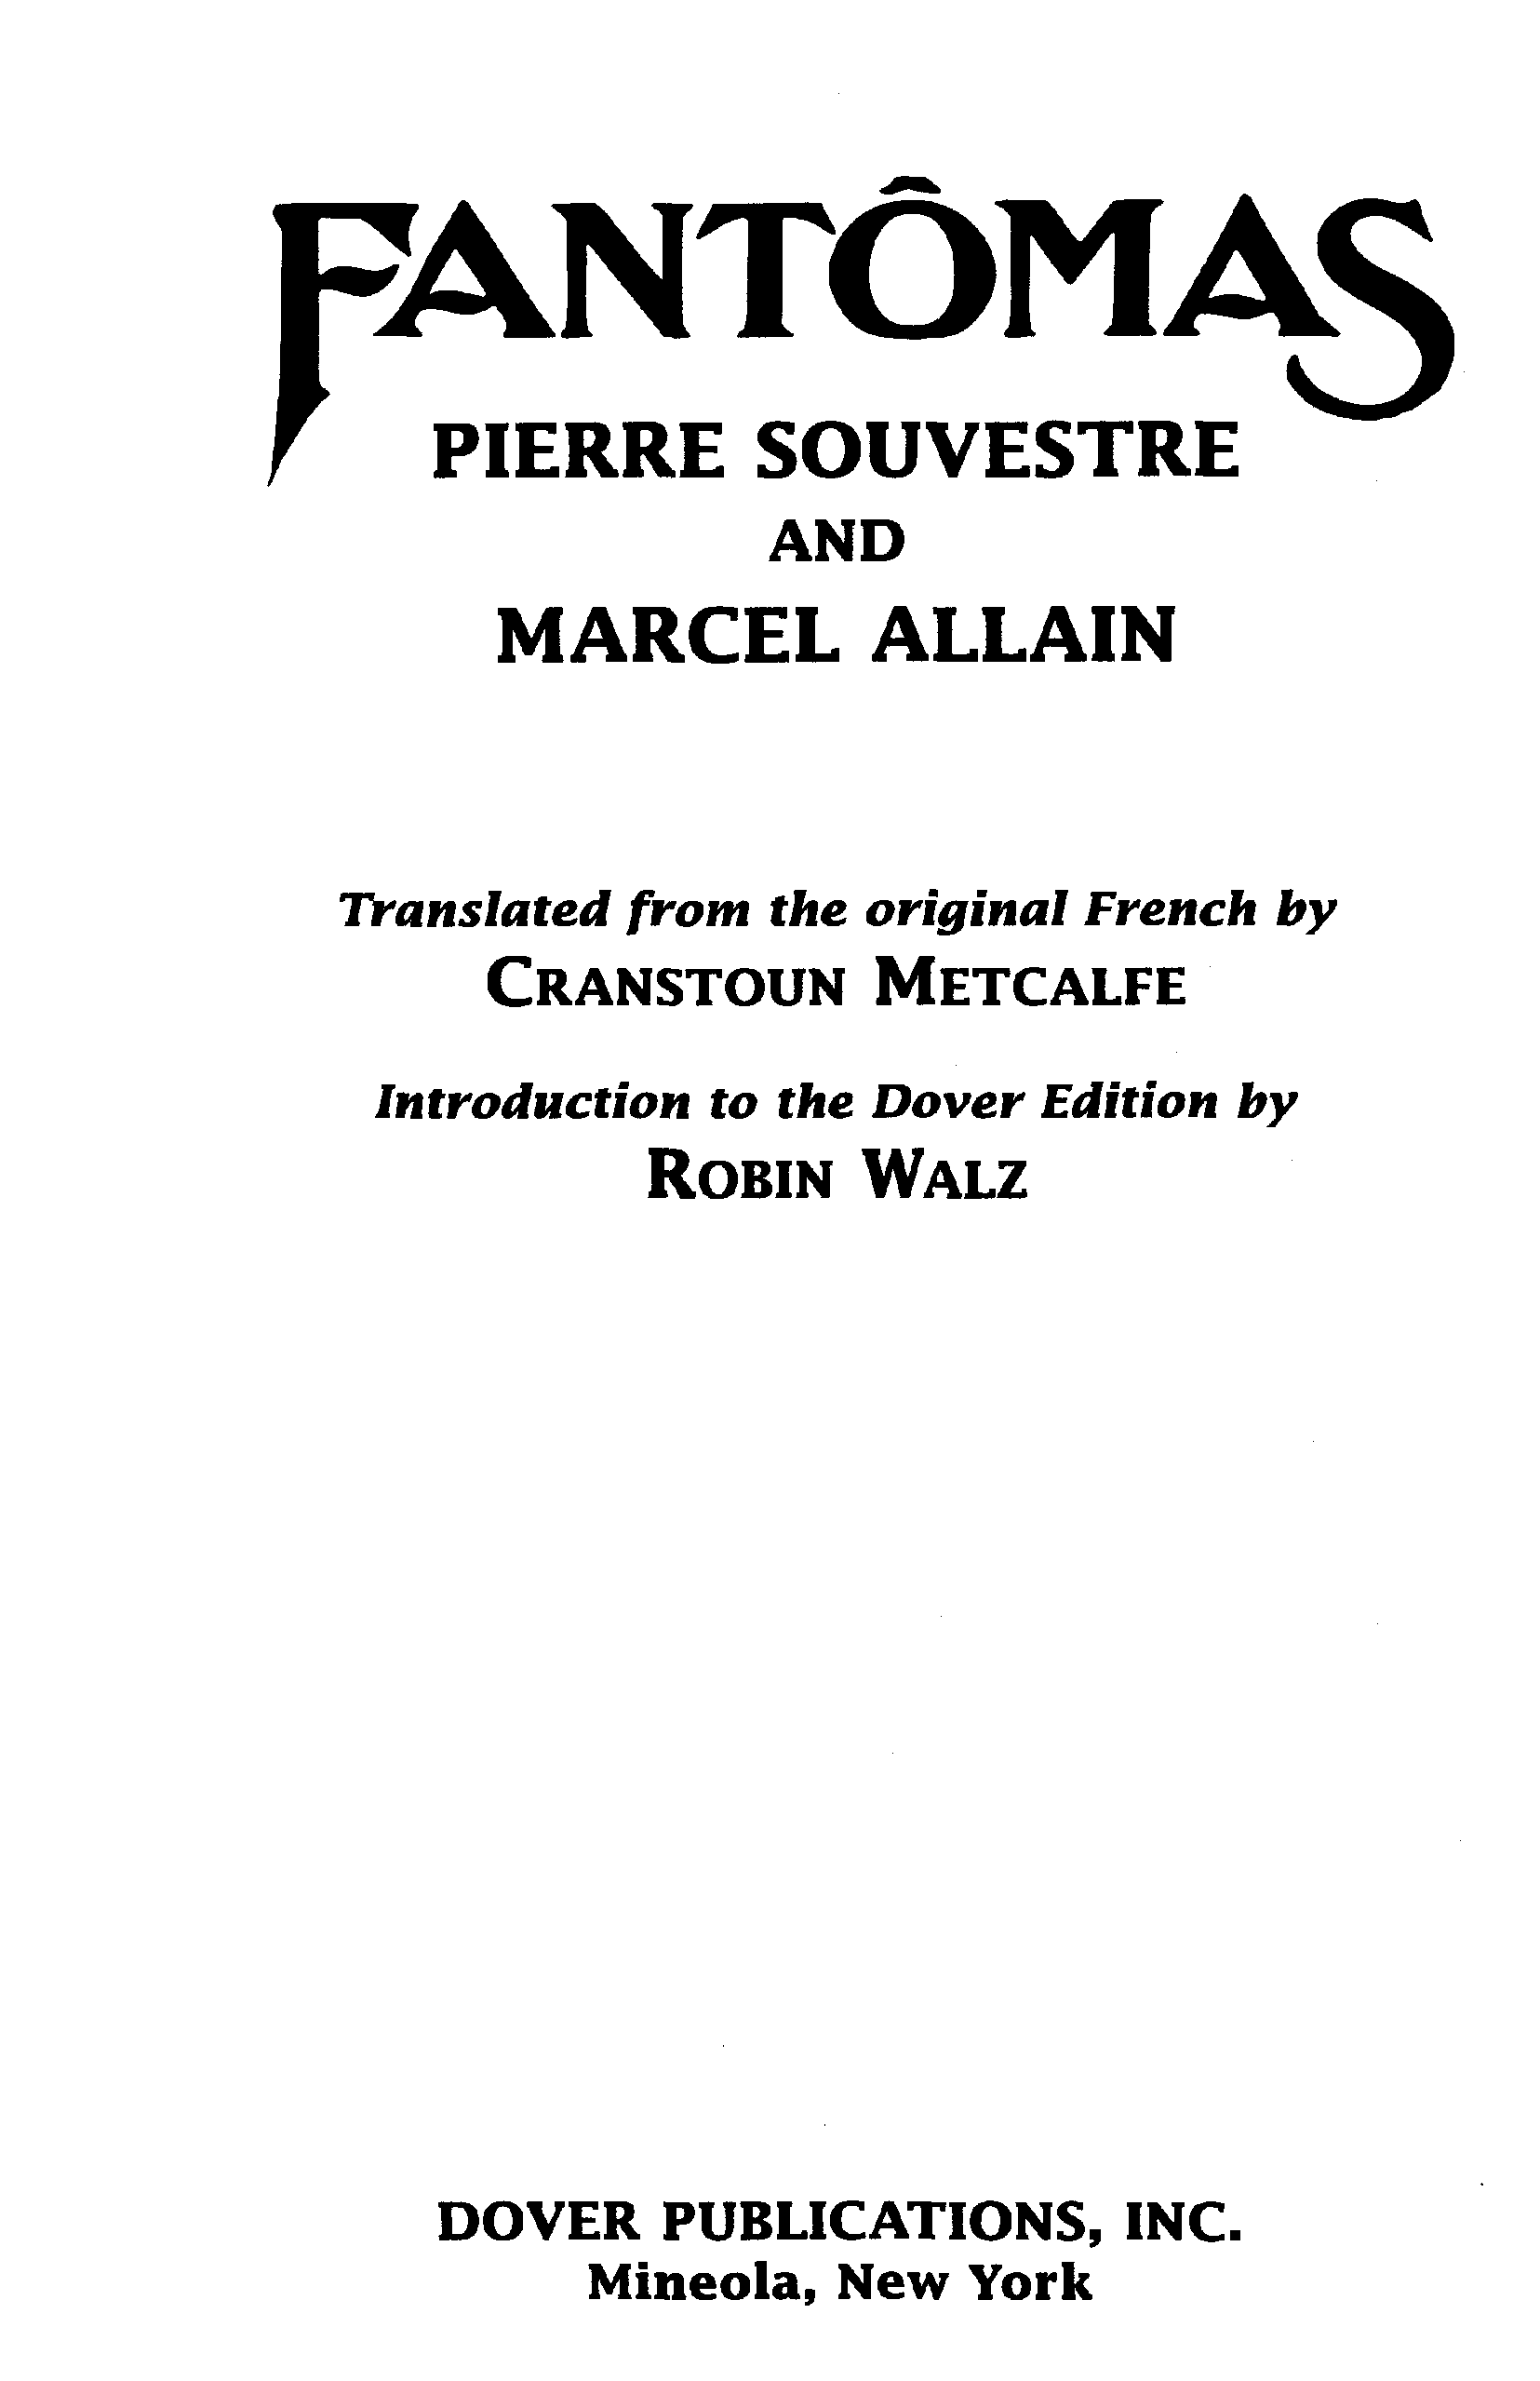 FANTÔMAS
PIERRE SOUVESTRE
AND
MARCEL ALLAIN
Translated from the original French by
CRANSTOUN METCALFE
Introduction to the Dover Edition by
ROBIN WALZ
DOVER PUBLICATIONS, INC.
Mineola, New York